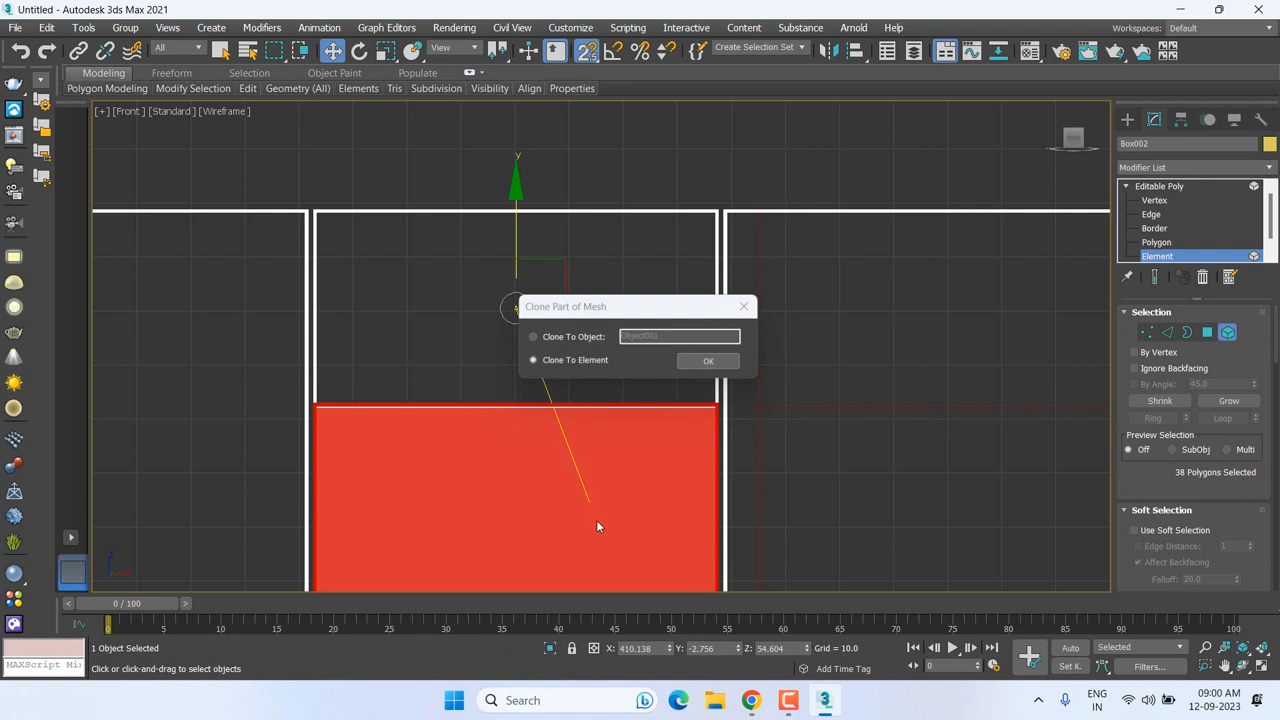 Untitled - Autodesk 3ds Max 2021
File Edit Tools Group Views Create Modifiers Animation Graph Editors Rendering Civil View Customize Scripting Interactive Content Substance Arnold Help Workspaces: Default
All View Create Selection Set
Modeling Freeform Selection Object Paint Populate
Polygon Modeling Modify Selection Edit Geometry (All) Elements Tris Subdivision Visibility Align Properties
[+] [Front ] [Standard ] [Wireframe ]
Box002
Modifier List
Editable Poly
Vertex
Edge
Border
Polygon
Element
y
Clone Part of Mesh
Clone To Object: Object001
Clone To Element OK
Selection
By Vertex
Ignore Backfacing
By Angle: 45.0
Shrink Grow
Ring Loop
Preview Selection
Off SubObj Multi
38 Polygons Selected
Soft Selection
Use Soft Selection
Edge Distance: 1
Affect Backfacing
Falloff: 20.0
0 / 100
0 5 10 15 20 25 30 35 40 45 50 55 60 65 70 75 80 85 90 95 100
1 Object Selected X: 410.138 Y: -2.756 Z: 54.604 Grid = 10.0 Auto Selected
MAXScript Mi Click or click-and-drag to select objects Add Time Tag 0 Set K. Filters...
Search
ENG
IN
09:00 AM
12-09-2023